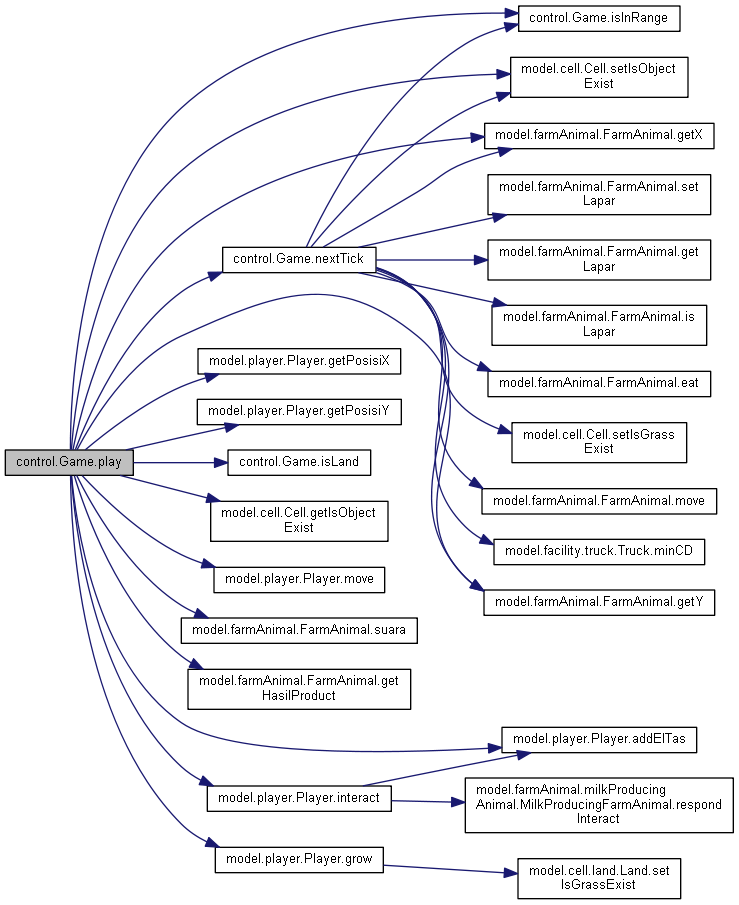 control.Game.isInRange
model.cell.Cell.setIsObject
Exist
model.farmAnimal.FarmAnimal.getX
model.farmAnimal.FarmAnimal.set
Lapar
control.Game.nextTick
model.farmAnimal.FarmAnimal.get
Lapar
model.farmAnimal.FarmAnimal.is
Lapar
model.player.Player.getPosisiX
model.farmAnimal.FarmAnimal.eat
model.player.Player.getPosisiY
model.cell.Cell.setIsGrass
Exist
control.Game.play
control.Game.isLand
model.farmAnimal.FarmAnimal.move
model.cell.Cell.getIsObject
Exist
model.facility.truck.Truck.minCD
model.player.Player.move
model.farmAnimal.FarmAnimal.getY
model.farmAnimal.FarmAnimal.suara
model.farmAnimal.FarmAnimal.get
HasilProduct
model.player.Player.addElTas
model.player.Player.interact
model.farmAnimal.milkProducing
Animal.MilkProducingFarmAnimal.respond
Interact
model.player.Player.grow
model.cell.land.Land.set
IsGrassExist